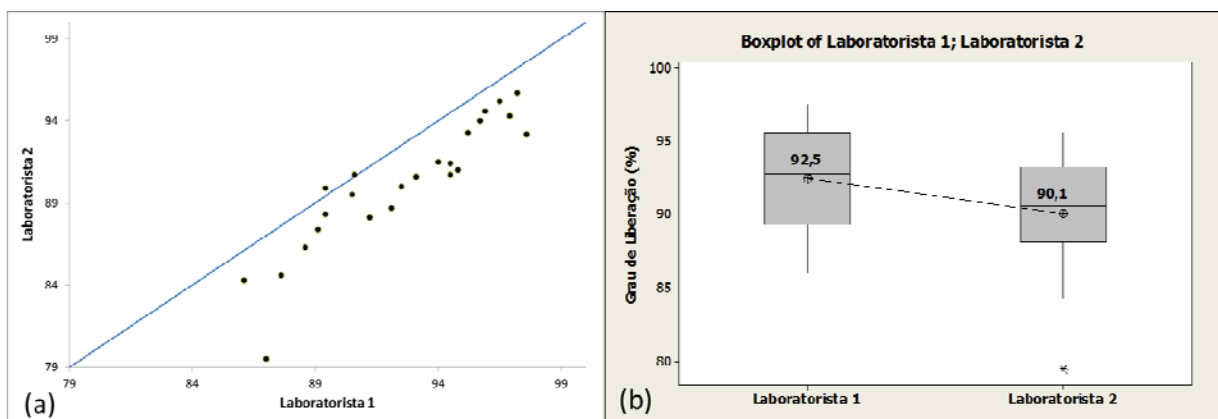 99
94
89
84
79
Laboratorista 2
79
84
89
94
99
Laboratorista 1
(a)
Boxplot of Laboratorista 1; Laboratorista 2
100
95
90
85
80
Grau de Liberação (%)
92,5
90,1
Laboratorista 1
Laboratorista 2
(b)